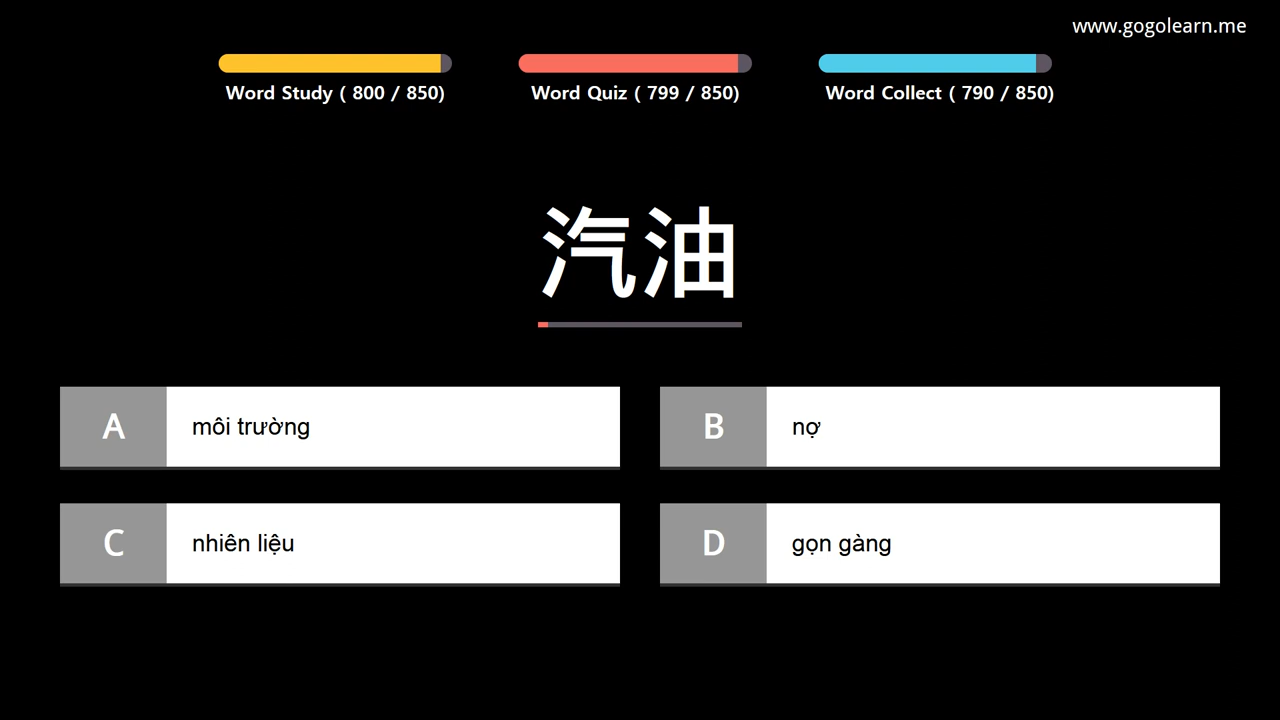 www.gogolearn.me
Word Study ( 800 / 850)
Word Quiz ( 799 / 850)
Word Collect ( 790 / 850)
汽油
A môi trường
B nợ
C nhiên liệu
D gọn gàng